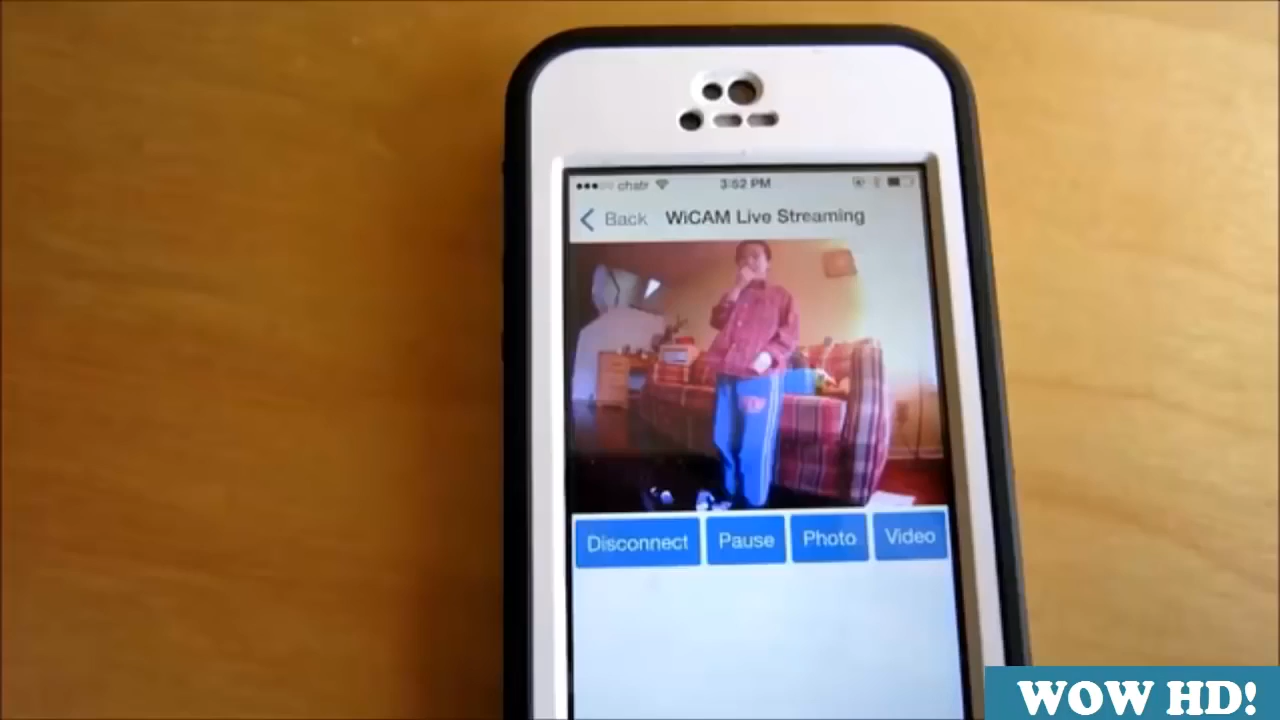 chatr 3:52 PM
Back WiCAM Live Streaming
Disconnect Pause Photo Video
WOW HD!